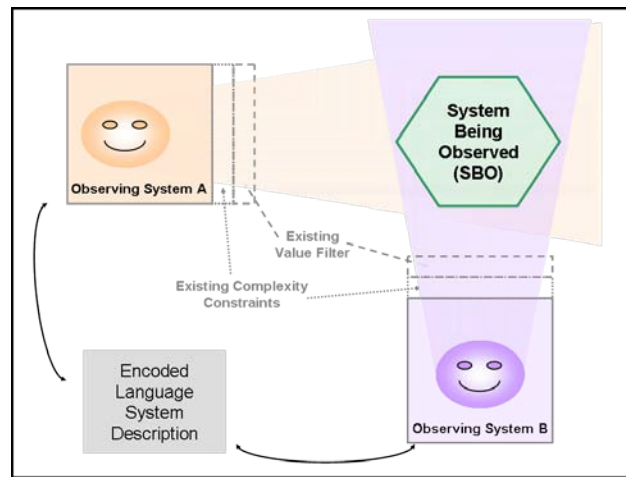 System
Being
Observed
(SBO)
Observing System A
Existing
Value Filter
Existing Complexity
Constraints
Encoded
Language
System
Description
Observing System B